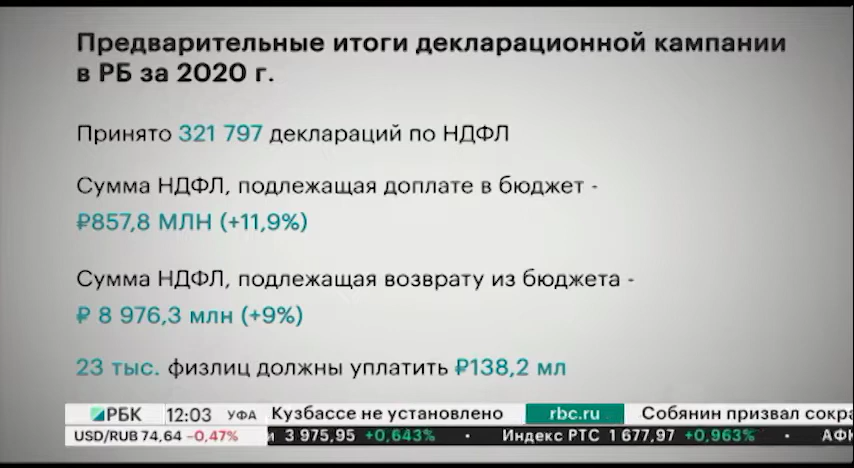 Предварительные итоги декларационной кампании
в РБ за 2020 г.
Принято 321 797 деклараций по НДФЛ
Сумма НДФЛ, подлежащая доплате в бюджет -
₽857,8 МЛН (+11,9%)
Сумма НДФЛ, подлежащая возврату из бюджета -
₽ 8 976,3 млн (+9%)
23 тыс. физлиц должны уплатить ₽138,2 мл
РБК 12:03 УФА Кузбассе не установлено rbc.ru Собянин призвал сокра
USD/RUB 74,64 -0,47% и 3 975,95 +0,643% · Индекс РТС 1 677,97 +0,963% · АФК